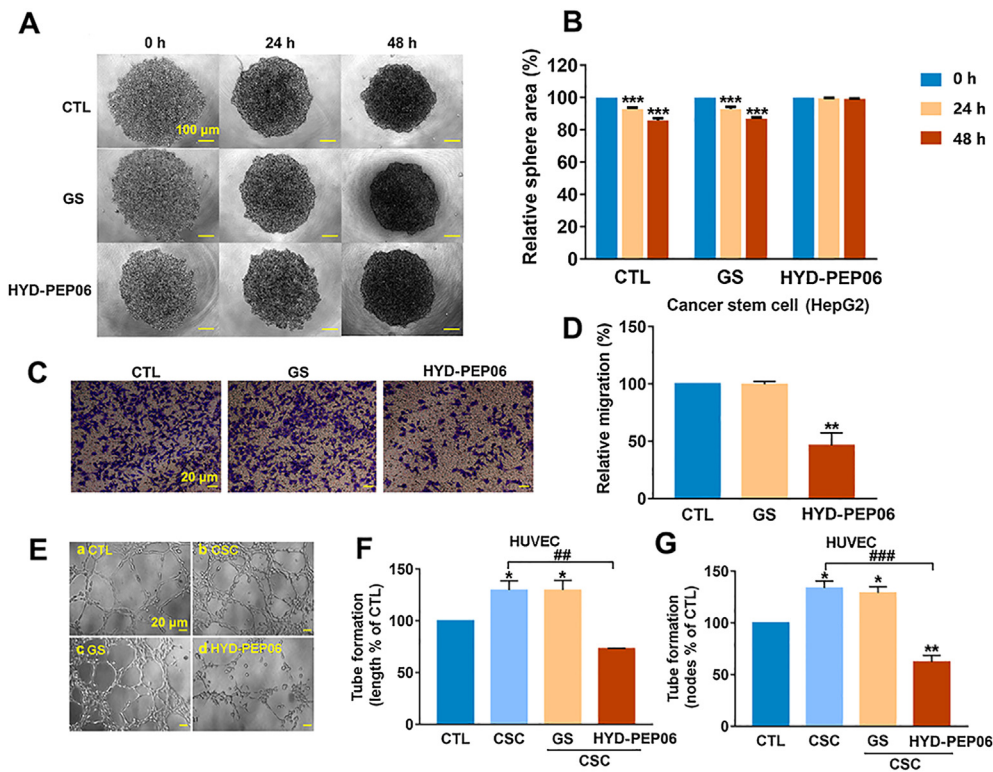 A
0 h
24 h
48 h
CTL
100 µm
GS
HYD-PEP06
B
Relative sphere area (%)
120
100
80
60
40
20
0
***
***
***
***
CTL
GS
HYD-PEP06
Cancer stem cell (HepG2)
0 h
24 h
48 h
C
CTL
GS
HYD-PEP06
20 µm
D
Relative migration (%)
150
100
50
0
**
CTL
GS
HYD-PEP06
E
a CTL
b CSC
20 µm
c GS
d HYD-PEP06
F
HUVEC
##
Tube formation
(length % of CTL)
200
150
100
50
0
*
*
CTL
CSC
GS
HYD-PEP06
CSC
G
HUVEC
###
Tube formation
(nodes % of CTL)
200
150
100
50
0
*
*
**
CTL
CSC
GS
HYD-PEP06
CSC